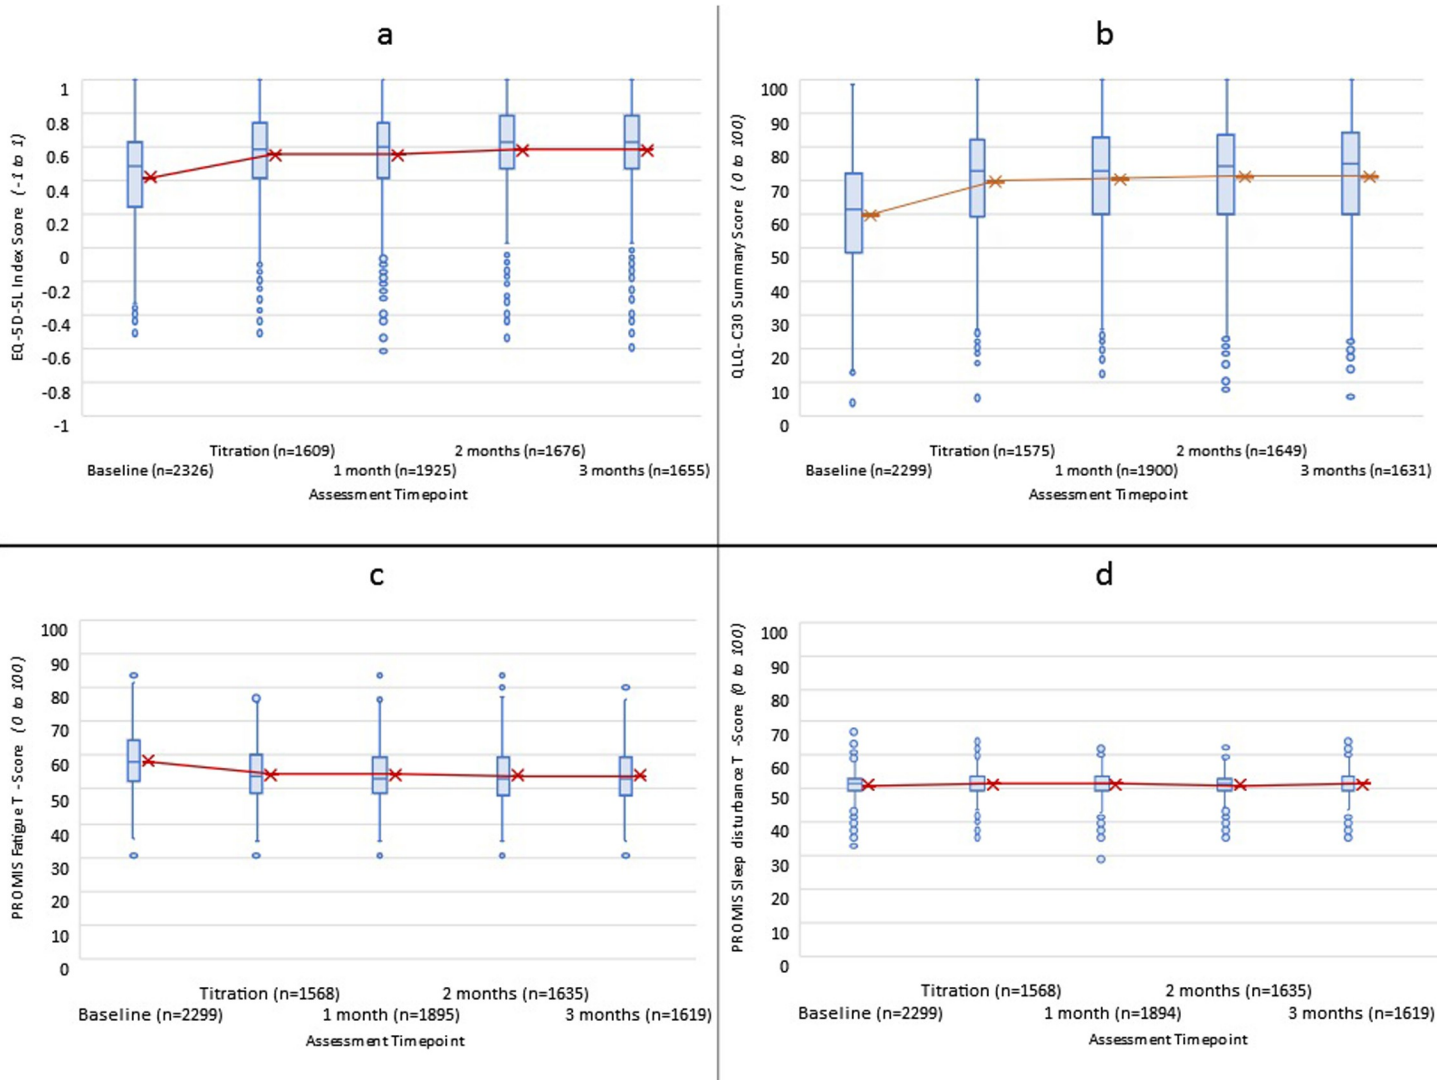 a
EQ-5D-5L Index Score (-1 to 1)
1
0.8
0.6
0.4
0.2
0
-0.2
-0.4
-0.6
-0.8
-1
Titration (n=1609)
2 months (n=1676)
Baseline (n=2326)
1 month (n=1925)
3 months (n=1655)
Assessment Timepoint
b
QLQ- C30 Summary Score (0 to 100)
100
90
80
70
60
50
40
30
20
10
0
Titration (n=1575)
2 months (n=1649)
Baseline (n=2299)
1 month (n=1900)
3 months (n=1631)
Assessment Timepoint
c
PROMIS Fatigue T -Score (0 to 100)
100
90
80
70
60
50
40
30
20
10
0
Titration (n=1568)
2 months (n=1635)
Baseline (n=2299)
1 month (n=1895)
3 months (n=1619)
Assessment Timepoint
d
PROMIS Sleep disturbance T -Score (0 to 100)
100
90
80
70
60
50
40
30
20
10
0
Titration (n=1568)
2 months (n=1635)
Baseline (n=2299)
1 month (n=1894)
3 months (n=1619)
Assessment Timepoint